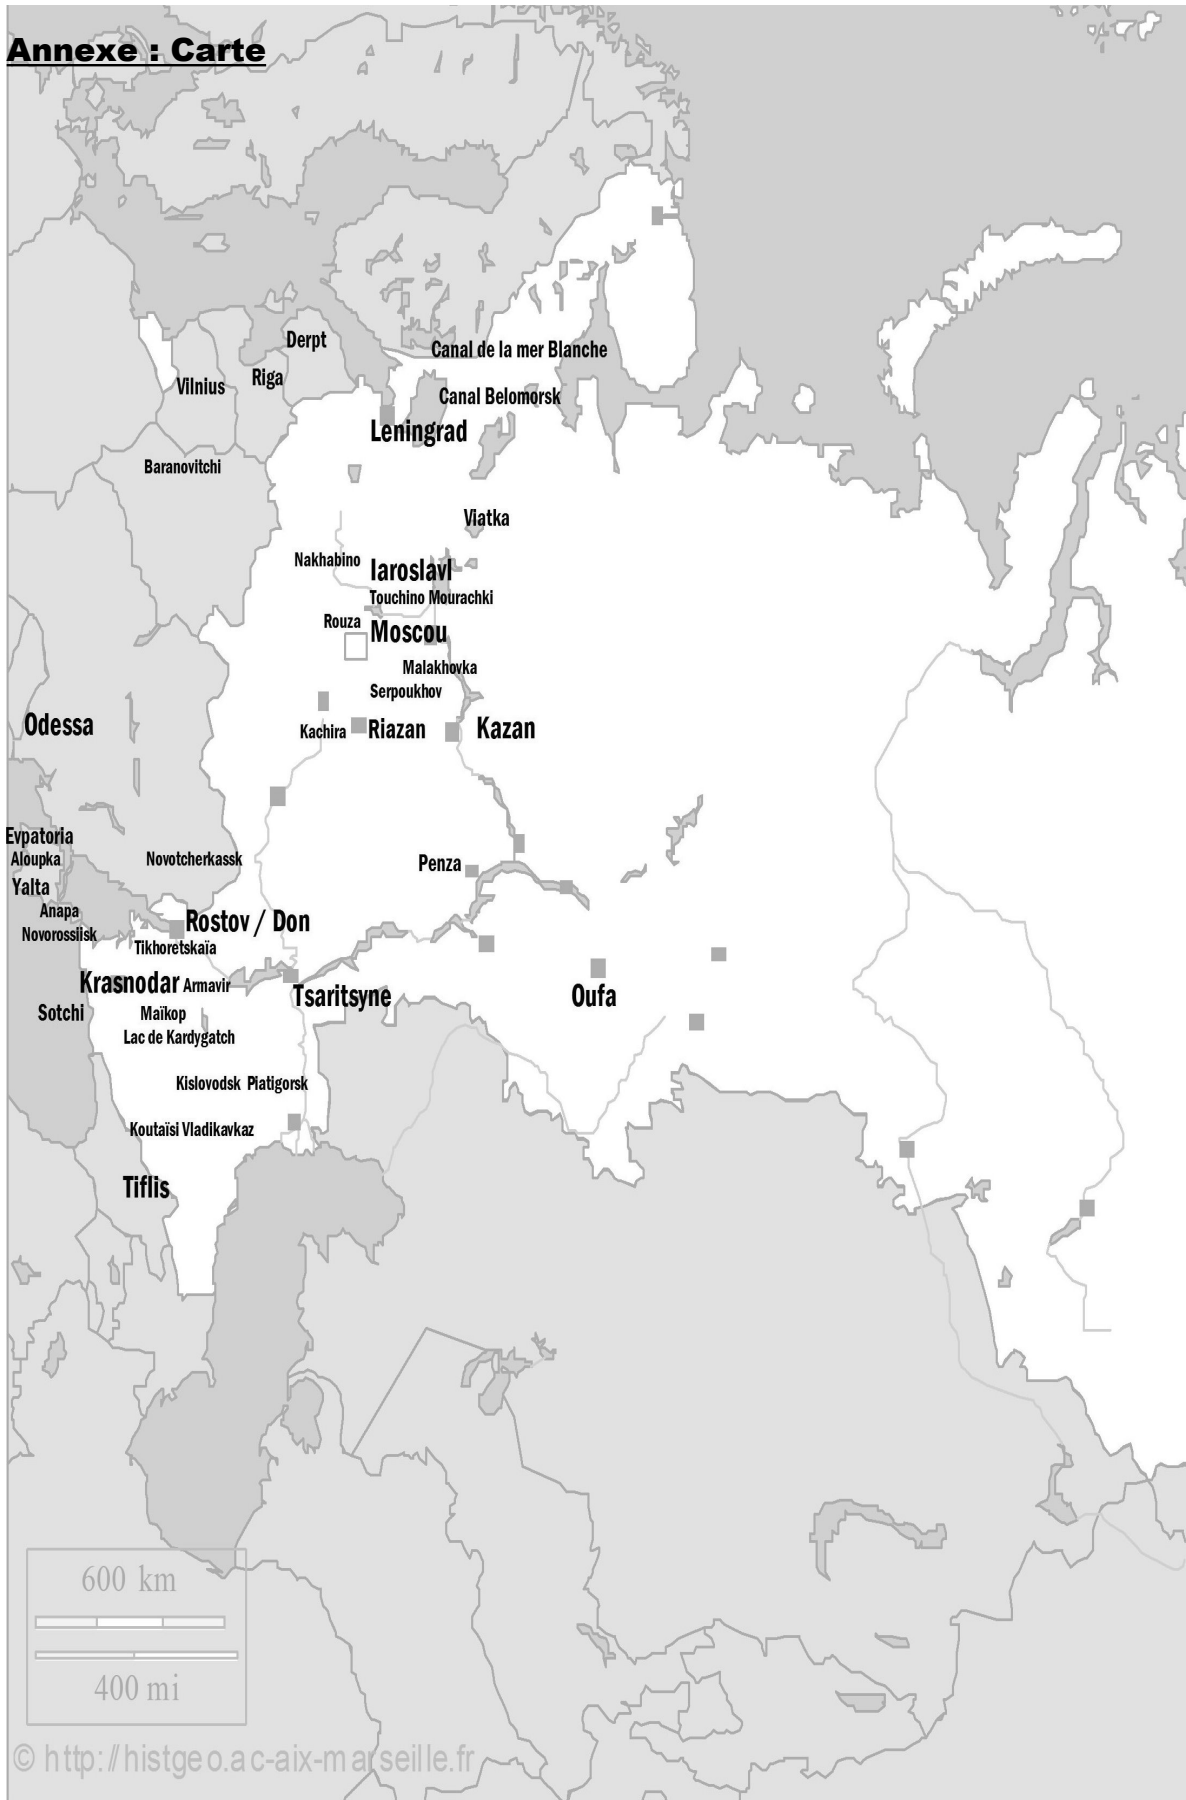 Annexe : Carte
Derpt
Canal de la mer Blanche
Riga
Vilnius
Canal Belomorsk
Leningrad
Baranovitchi
Viatka
Nakhabino
Iaroslavl
Touchino Mourachki
Rouza
Moscou
Malakhovka
Serpoukhov
Odessa
Kachira
Riazan
Kazan
Evpatoria
Aloupka
Novotcherkassk
Penza
Yalta
Anapa
Rostov / Don
Novorossiisk
Tikhoretskaïa
Krasnodar
Armavir
Tsaritsyne
Oufa
Sotchi
Maïkop
Lac de Kardygatch
Kislovodsk Piatigorsk
Koutaïsi Vladikavkaz
Tiflis
600 km
400 mi
© http://histgeo.ac-aix-marseille.fr